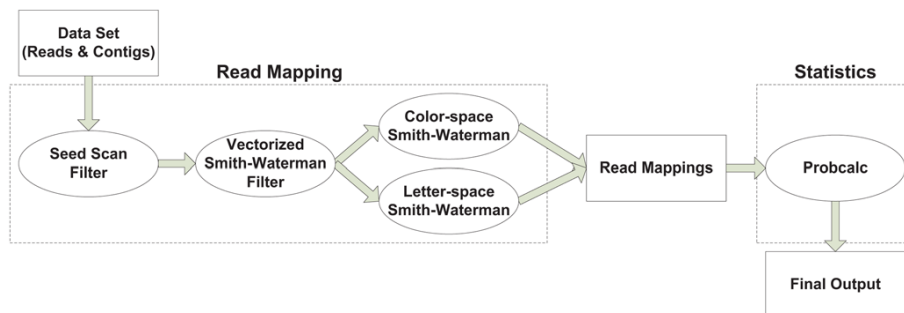 Data Set
(Reads & Contigs)
Read Mapping
Statistics
Seed Scan
Filter
Vectorized
Smith-Waterman
Filter
Color-space
Smith-Waterman
Letter-space
Smith-Waterman
Read Mappings
Probcalc
Final Output